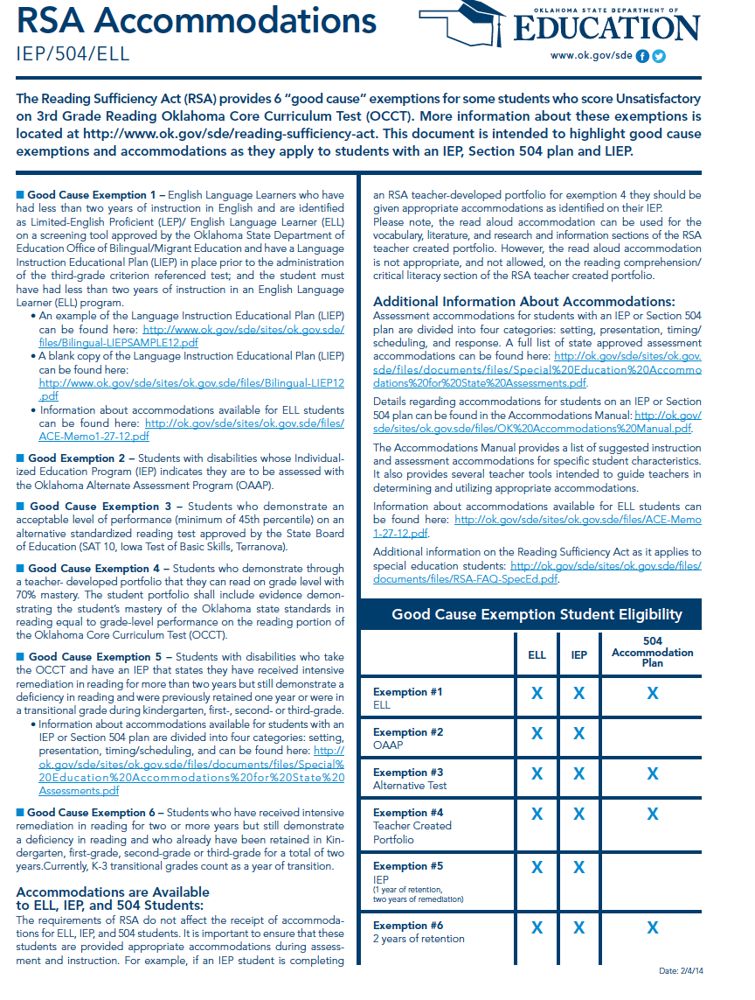 RSA Accommodations
IEP/504/ELL
OKLAHOMA STATE DEPARTMENT OF
EDUCATION
www.ok.gov/sde
The Reading Sufficiency Act (RSA) provides 6 “good cause” exemptions for some students who score Unsatisfactory
on 3rd Grade Reading Oklahoma Core Curriculum Test (OCCT). More information about these exemptions is
located at http://www.ok.gov/sde/reading-sufficiency-act. This document is intended to highlight good cause
exemptions and accommodations as they apply to students with an IEP, Section 504 plan and LIEP.
Good Cause Exemption 1 – English Language Learners who have
had less than two years of instruction in English and are identified
as Limited-English Proficient (LEP)/ English Language Learner (ELL)
on a screening tool approved by the Oklahoma State Department of
Education Office of Bilingual/Migrant Education and have a Language
Instruction Educational Plan (LIEP) in place prior to the administration
of the third-grade criterion referenced test; and the student must
have had less than two years of instruction in an English Language
Learner (ELL) program.
• An example of the Language Instruction Educational Plan (LIEP)
can be found here: http://www.ok.gov/sde/sites/ok.gov.sde/
files/Bilingual-LIEPSAMPLE12.pdf
• A blank copy of the Language Instruction Educational Plan (LIEP)
can be found here:
http://www.ok.gov/sde/sites/ok.gov.sde/files/Bilingual-LIEP12
.pdf
• Information about accommodations available for ELL students
can be found here: http://ok.gov/sde/sites/ok.gov.sde/files/
ACE-Memo1-27-12.pdf
Good Exemption 2 – Students with disabilities whose Individual-
ized Education Program (IEP) indicates they are to be assessed with
the Oklahoma Alternate Assessment Program (OAAP).
Good Cause Exemption 3 – Students who demonstrate an
acceptable level of performance (minimum of 45th percentile) on an
alternative standardized reading test approved by the State Board
of Education (SAT 10, Iowa Test of Basic Skills, Terranova).
Good Cause Exemption 4 – Students who demonstrate through
a teacher- developed portfolio that they can read on grade level with
70% mastery. The student portfolio shall include evidence demon-
strating the student’s mastery of the Oklahoma state standards in
reading equal to grade-level performance on the reading portion of
the Oklahoma Core Curriculum Test (OCCT).
Good Cause Exemption 5 – Students with disabilities who take
the OCCT and have an IEP that states they have received intensive
remediation in reading for more than two years but still demonstrate a
deficiency in reading and were previously retained one year or were in
a transitional grade during kindergarten, first-, second- or third-grade.
• Information about accommodations available for students with an
IEP or Section 504 plan are divided into four categories: setting,
presentation, timing/scheduling, and can be found here: http://
ok.gov/sde/sites/ok.gov.sde/files/documents/files/Special%
20Education%20Accommodations%20for%20State%20
Assessments.pdf
Good Cause Exemption 6 – Students who have received intensive
remediation in reading for two or more years but still demonstrate
a deficiency in reading and who already have been retained in Kin-
dergarten, first-grade, second-grade or third-grade for a total of two
years.Currently, K-3 transitional grades count as a year of transition.
Accommodations are Available
to ELL, IEP, and 504 Students:
The requirements of RSA do not affect the receipt of accommoda-
tions for ELL, IEP, and 504 students. It is important to ensure that these
students are provided appropriate accommodations during assess-
ment and instruction. For example, if an IEP student is completing
an RSA teacher-developed portfolio for exemption 4 they should be
given appropriate accommodations as identified on their IEP.
Please note, the read aloud accommodation can be used for the
vocabulary, literature, and research and information sections of the RSA
teacher created portfolio. However, the read aloud accommodation
is not appropriate, and not allowed, on the reading comprehension/
critical literacy section of the RSA teacher created portfolio.
Additional Information About Accommodations:
Assessment accommodations for students with an IEP or Section 504
plan are divided into four categories: setting, presentation, timing/
scheduling, and response. A full list of state approved assessment
accommodations can be found here: http://ok.gov/sde/sites/ok.gov.
sde/files/documents/files/Special%20Education%20Accommo
dations%20for%20State%20Assessments.pdf.
Details regarding accommodations for students on an IEP or Section
504 plan can be found in the Accommodations Manual: http://ok.gov/
sde/sites/ok.gov.sde/files/OK%20Accommodations%20Manual.pdf.
The Accommodations Manual provides a list of suggested instruction
and assessment accommodations for specific student characteristics.
It also provides several teacher tools intended to guide teachers in
determining and utilizing appropriate accommodations.
Information about accommodations available for ELL students can
be found here: http://ok.gov/sde/sites/ok.gov.sde/files/ACE-Memo
1-27-12.pdf.
Additional information on the Reading Sufficiency Act as it applies to
special education students: http://ok.gov/sde/sites/ok.gov.sde/files/
documents/files/RSA-FAQ-SpecEd.pdf.
Good Cause Exemption Student Eligibility
ELL IEP 504
Accommodation
Plan
Exemption #1
ELL X X X
Exemption #2
OAAP X X
Exemption #3
Alternative Test X X X
Exemption #4
Teacher Created
Portfolio X X X
Exemption #5
IEP X X
(1 year of retention,
two years of remediation)
Exemption #6
2 years of retention X X X
Date: 2/4/14